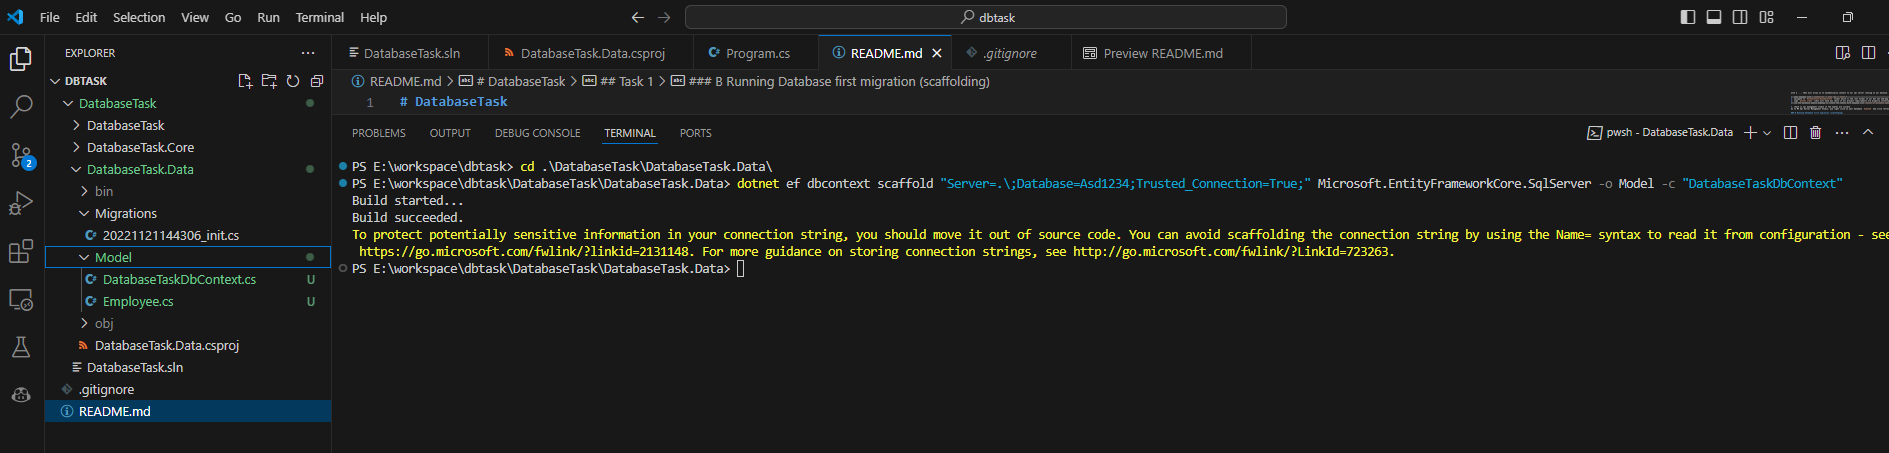 File Edit Selection View Go Run Terminal Help
dbtask
EXPLORER
DBTASK
DatabaseTask
DatabaseTask
DatabaseTask.Core
DatabaseTask.Data
bin
Migrations
C# 20221121144306_init.cs
Model
C# DatabaseTaskDbContext.cs U
C# Employee.cs U
obj
DatabaseTask.Data.csproj
DatabaseTask.sln
.gitignore
README.md
2
DatabaseTask.sln DatabaseTask.Data.csproj C# Program.cs README.md .gitignore Preview README.md
README.md > abc # DatabaseTask > abc ## Task 1 > abc ### B Running Database first migration (scaffolding)
1 # DatabaseTask
PROBLEMS OUTPUT DEBUG CONSOLE TERMINAL PORTS
pwsh - DatabaseTask.Data
PS E:\workspace\dbtask> cd .\DatabaseTask\DatabaseTask.Data\
PS E:\workspace\dbtask\DatabaseTask\DatabaseTask.Data> dotnet ef dbcontext scaffold "Server=.\;Database=Asd1234;Trusted_Connection=True;" Microsoft.EntityFrameworkCore.SqlServer -o Model -c "DatabaseTaskDbContext"
Build started...
Build succeeded.
To protect potentially sensitive information in your connection string, you should move it out of source code. You can avoid scaffolding the connection string by using the Name= syntax to read it from configuration - see
https://go.microsoft.com/fwlink/?linkid=2131148. For more guidance on storing connection strings, see http://go.microsoft.com/fwlink/?LinkId=723263.
PS E:\workspace\dbtask\DatabaseTask\DatabaseTask.Data>